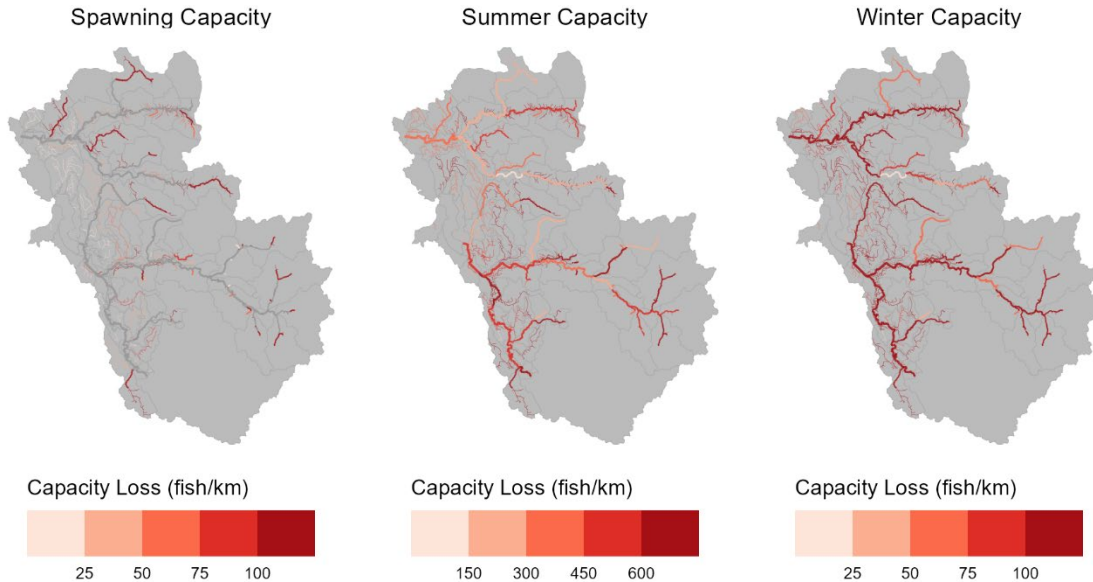 Spawning Capacity
Summer Capacity
Winter Capacity
Capacity Loss (fish/km)
Capacity Loss (fish/km)
Capacity Loss (fish/km)
25 50 75 100
150 300 450 600
25 50 75 100